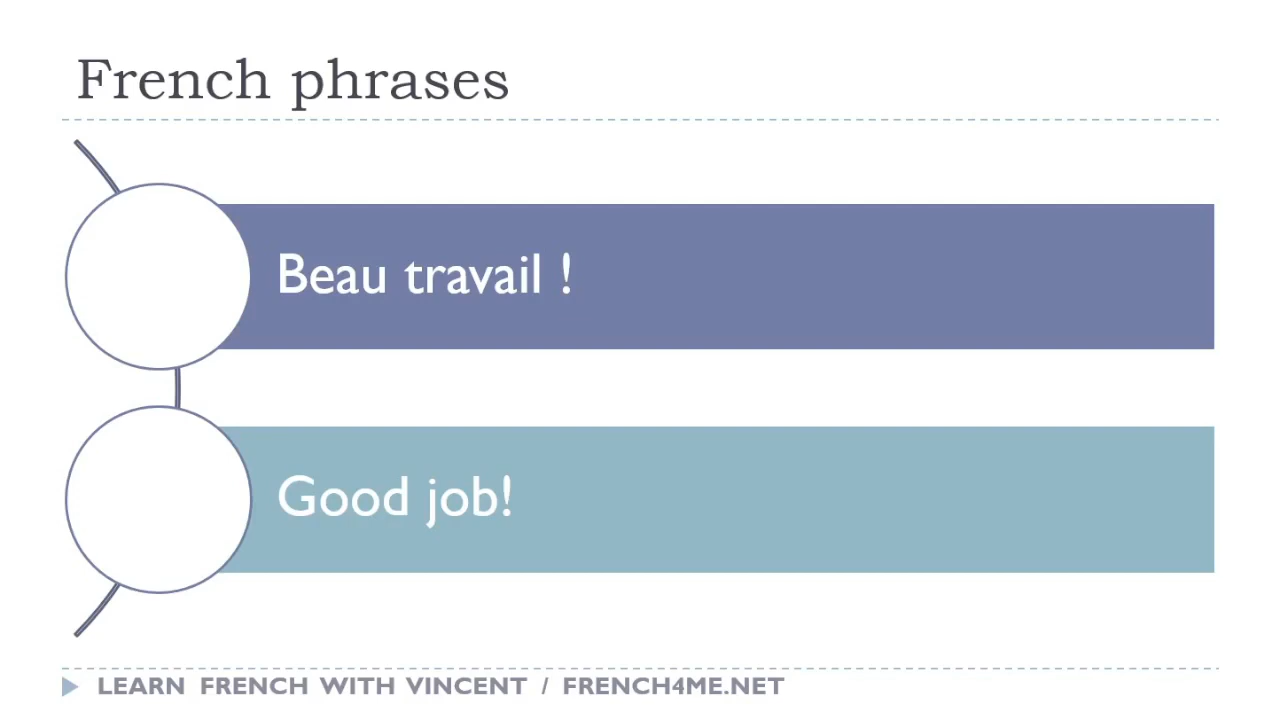 French phrases
Beau travail !
Good job!
LEARN FRENCH WITH VINCENT / FRENCH4ME.NET